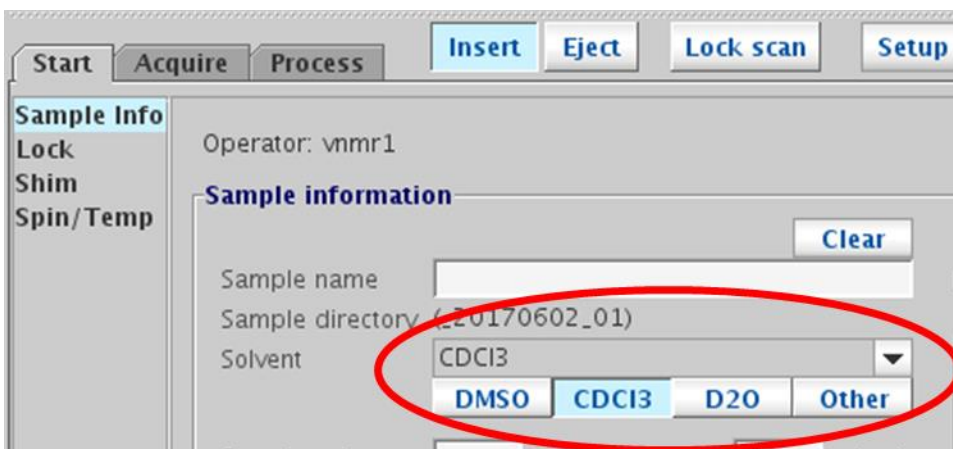 Start Acquire Process Insert Eject Lock scan Setup
Sample Info
Lock
Shim
Spin/Temp
Operator: vnmr1
Sample information
Clear
Sample name
Sample directory (_20170602_01)
Solvent CDCl3
DMSO CDCl3 D2O Other